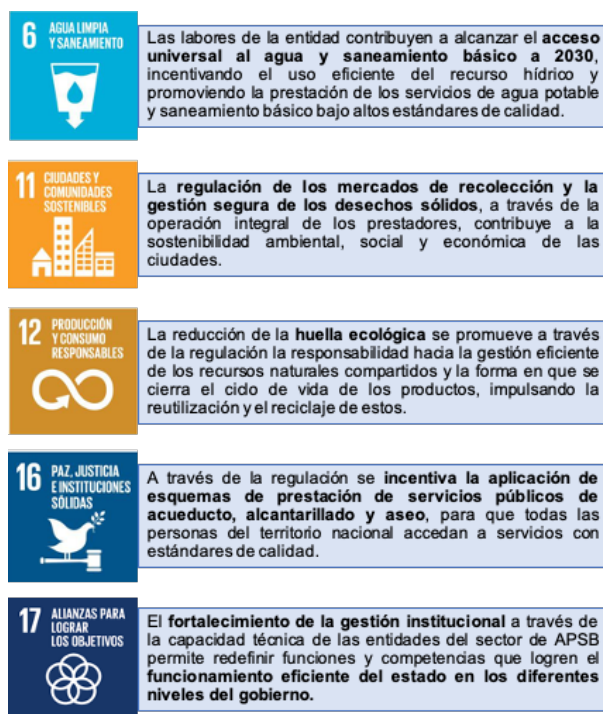 6 AGUA LIMPIA
Y SANEAMIENTO
Las labores de la entidad contribuyen a alcanzar el acceso
universal al agua y saneamiento básico a 2030,
incentivando el uso eficiente del recurso hídrico y
promoviendo la prestación de los servicios de agua potable
y saneamiento básico bajo altos estándares de calidad.
11 CIUDADES Y
COMUNIDADES
SOSTENIBLES
La regulación de los mercados de recolección y la
gestión segura de los desechos sólidos, a través de la
operación integral de los prestadores, contribuye a la
sostenibilidad ambiental, social y económica de las
ciudades.
12 PRODUCCIÓN
Y CONSUMO
RESPONSABLES
La reducción de la huella ecológica se promueve a través
de la regulación la responsabilidad hacia la gestión eficiente
de los recursos naturales compartidos y la forma en que se
cierra el ciclo de vida de los productos, impulsando la
reutilización y el reciclaje de estos.
16 PAZ, JUSTICIA
E INSTITUCIONES
SÓLIDAS
A través de la regulación se incentiva la aplicación de
esquemas de prestación de servicios públicos de
acueducto, alcantarillado y aseo, para que todas las
personas del territorio nacional accedan a servicios con
estándares de calidad.
17 ALIANZAS PARA
LOGRAR
LOS OBJETIVOS
El fortalecimiento de la gestión institucional a través de
la capacidad técnica de las entidades del sector de APSB
permite redefinir funciones y competencias que logren el
funcionamiento eficiente del estado en los diferentes
niveles del gobierno.